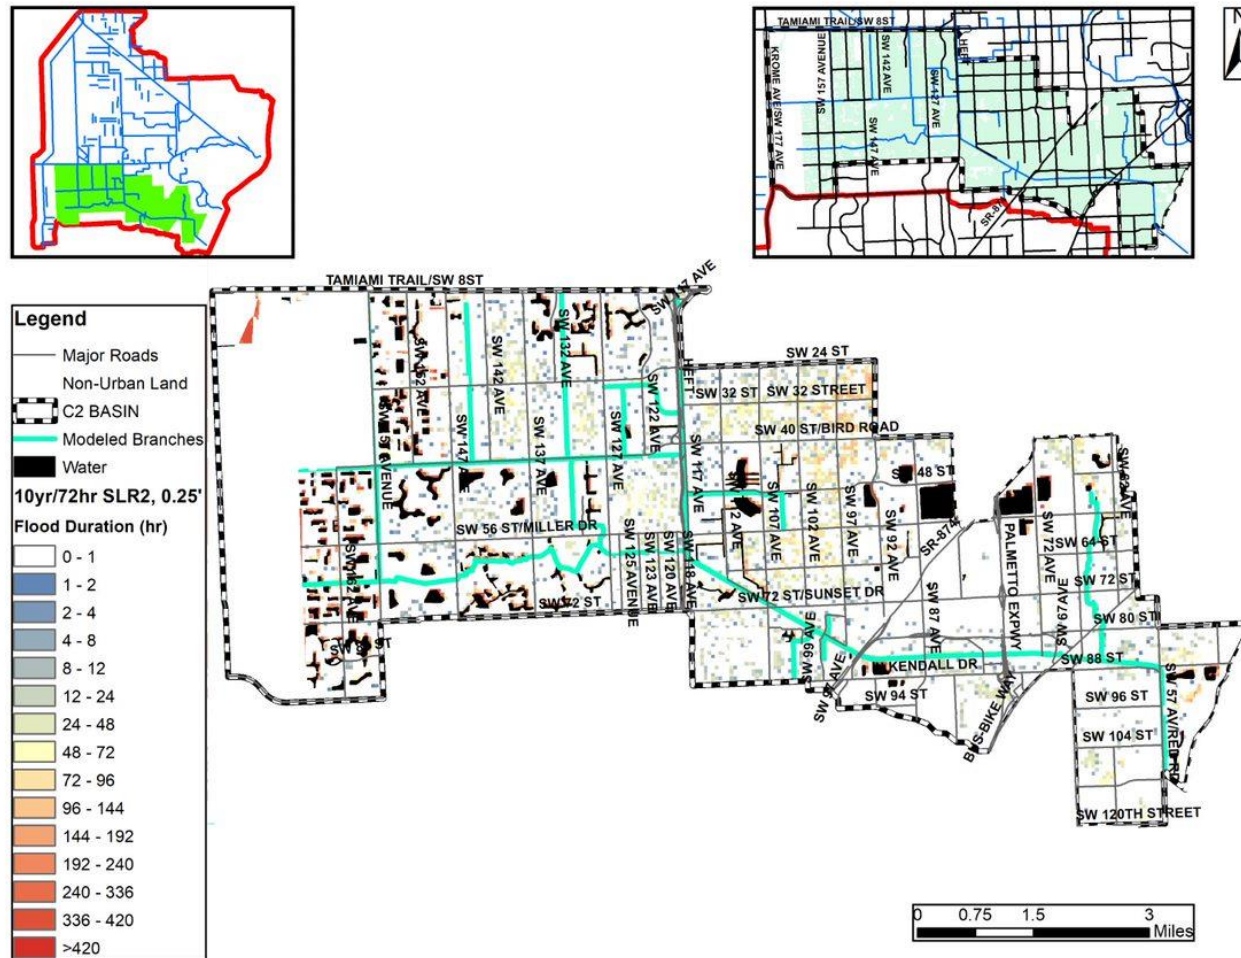 TAMIAMI TRAIL/SW 8ST
HEFT
KROME AVE/SW 177 AVE
SW 157 AVENUE
SW 142 AVE
SW 127 AVE
SW 147 AVE
N
Legend
Major Roads
Non-Urban Land
C2 BASIN
Modeled Branches
Water
10yr/72hr SLR2, 0.25'
Flood Duration (hr)
0 - 1
1 - 2
2 - 4
4 - 8
8 - 12
12 - 24
24 - 48
48 - 72
72 - 96
96 - 144
144 - 192
192 - 240
240 - 336
336 - 420
>420
TAMIAMI TRAIL/SW 8ST
SW 152 AVE
SW 142 AVE
SW 132 AVE
HEFT
SW 24 ST
SW 32 ST
SW 32 STREET
SW 122 AVE
SW 40 ST/BIRD ROAD
AVENUE
SW 147 AVE
SW 137 AVE
SW 127 AVE
SW 117 AVE
48 ST
SW 56 ST/MILLER DR
SW 107 AVE
SW 102 AVE
SW 97 AVE
SW 92 AVE
SR-874
PALMETTO EXPWY
SW 72 AVE
SW 64 ST
SW 162 AVE
SW 125 AVENUE
SW 123 AVE
SW 120 AVE
SW 118 AVE
SW 72 ST
SW 72 ST/SUNSET DR
SW 87 AVE
SW 67 AVE
SW 72 ST
SW 80 ST
SW 99 AVE
KENDALL DR
SW 88 ST
SW 97 AVE
SW 94 ST
SW 96 ST
SW 104 ST
SW 57 AV/RED RD
SW 120TH STREET
0 0.75 1.5 3
Miles